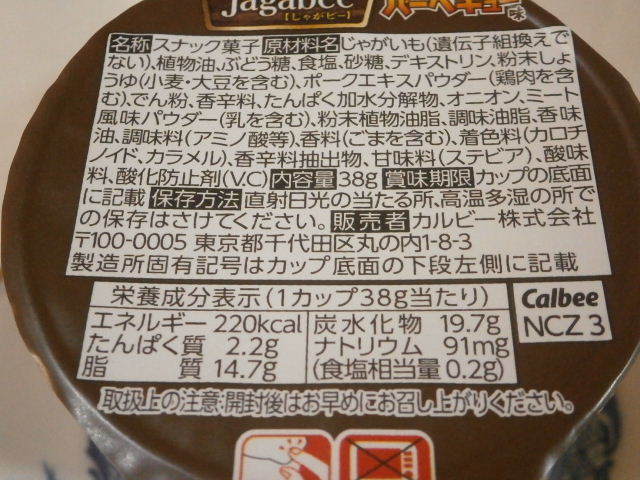 Jagabee
【じゃがビー】
バーベキュー味
名称 スナック菓子 原材料名 じゃがいも(遺伝子組換えで
ない)、植物油、ぶどう糖、食塩、砂糖、デキストリン、粉末しょ
うゆ(小麦・大豆を含む)、ポークエキスパウダー(鶏肉を含
む)、でん粉、香辛料、たんぱく加水分解物、オニオン、ミート
風味パウダー(乳を含む)、粉末植物油脂、調味油脂、香味
油、調味料(アミノ酸等)、香料(ごまを含む)、着色料(カロチ
ノイド、カラメル)、香辛料抽出物、甘味料(ステビア)、酸味
料、酸化防止剤(V.C) 内容量 38g 賞味期限 カップの底面
に記載 保存方法 直射日光の当たる所、高温多湿の所で
の保存はさけてください。 販売者 カルビー株式会社
〒100-0005 東京都千代田区丸の内1-8-3
製造所固有記号はカップ底面の下段左側に記載
栄養成分表示(1カップ38g当たり)
エネルギー 220kcal 炭水化物 19.7g
たんぱく質 2.2g ナトリウム 91mg
脂質 14.7g (食塩相当量 0.2g)
Calbee
NCZ 3
取扱上の注意:開封後はお早めにお召し上がりください。